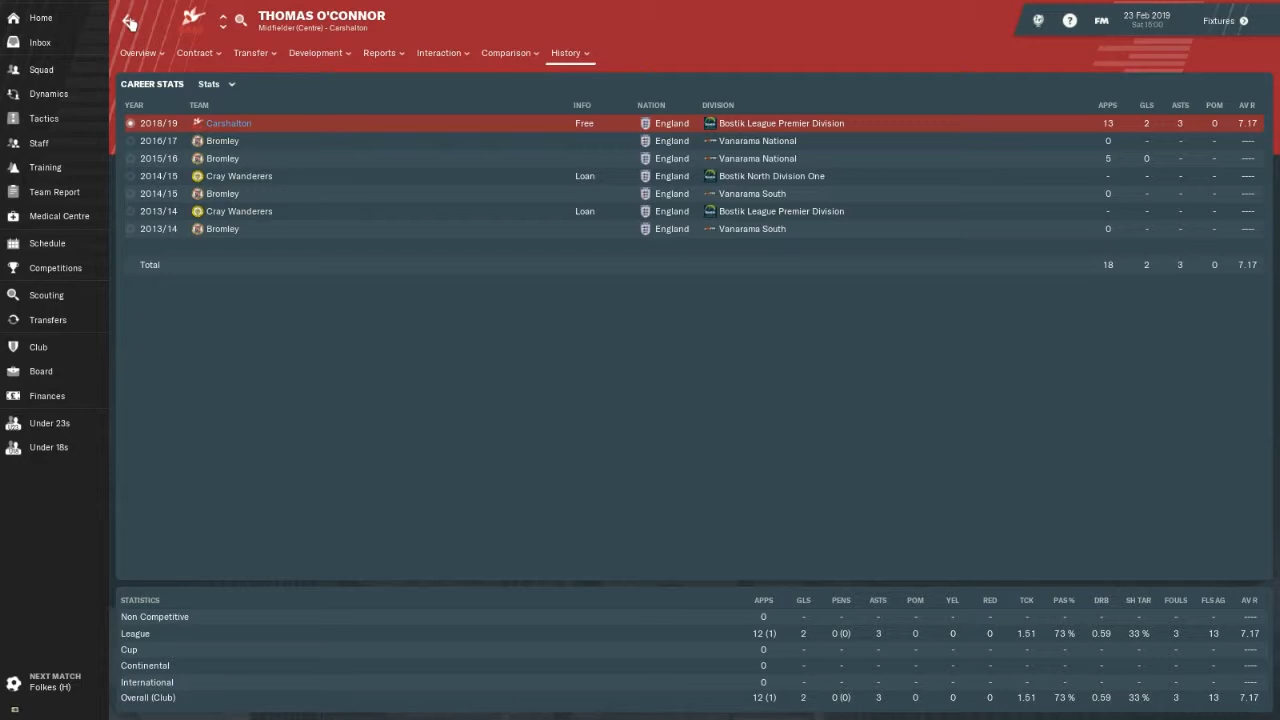 Home THOMAS O'CONNOR 23 Feb 2019 Sat 15:00 FM Fixtures
Midfielder (Centre) - Carshalton
Inbox
Overview Contract Transfer Development Reports Interaction Comparison History
Squad
CAREER STATS Stats
Dynamics
YEAR TEAM INFO NATION DIVISION APPS GLS ASTS POM AV R
Tactics 2018/19 Carshalton Free England Bostik League Premier Division 13 2 3 0 7.17
Staff 2016/17 Bromley England Vanarama National 0 - - - ----
2015/16 Bromley England Vanarama National 5 0 - - ----
Training
2014/15 Cray Wanderers Loan England Bostik North Division One - - - - ----
Team Report 2014/15 Bromley England Vanarama South 0 - - - ----
Medical Centre 2013/14 Cray Wanderers Loan England Bostik League Premier Division - - - - ----
2013/14 Bromley England Vanarama South 0 - - - ----
Schedule
Competitions Total 18 2 3 0 7.17
Scouting
Transfers
Club
Board
Finances
Under 23s
Under 18s
STATISTICS APPS GLS PENS ASTS POM YEL RED TCK PAS % DRB SH TAR FOULS FLS AG AV R
Non Competitive 0 - - - - - - - - - - - - ----
League 12 (1) 2 0 (0) 3 0 0 0 1.51 73 % 0.59 33 % 3 13 7.17
Cup 0 - - - - - - - - - - - - ----
Continental 0 - - - - - - - - - - - - ----
International 0 - - - - - - - - - - - - ----
Overall (Club) 12 (1) 2 0 (0) 3 0 0 0 1.51 73 % 0.59 33 % 3 13 7.17
NEXT MATCH
Folkes (H)